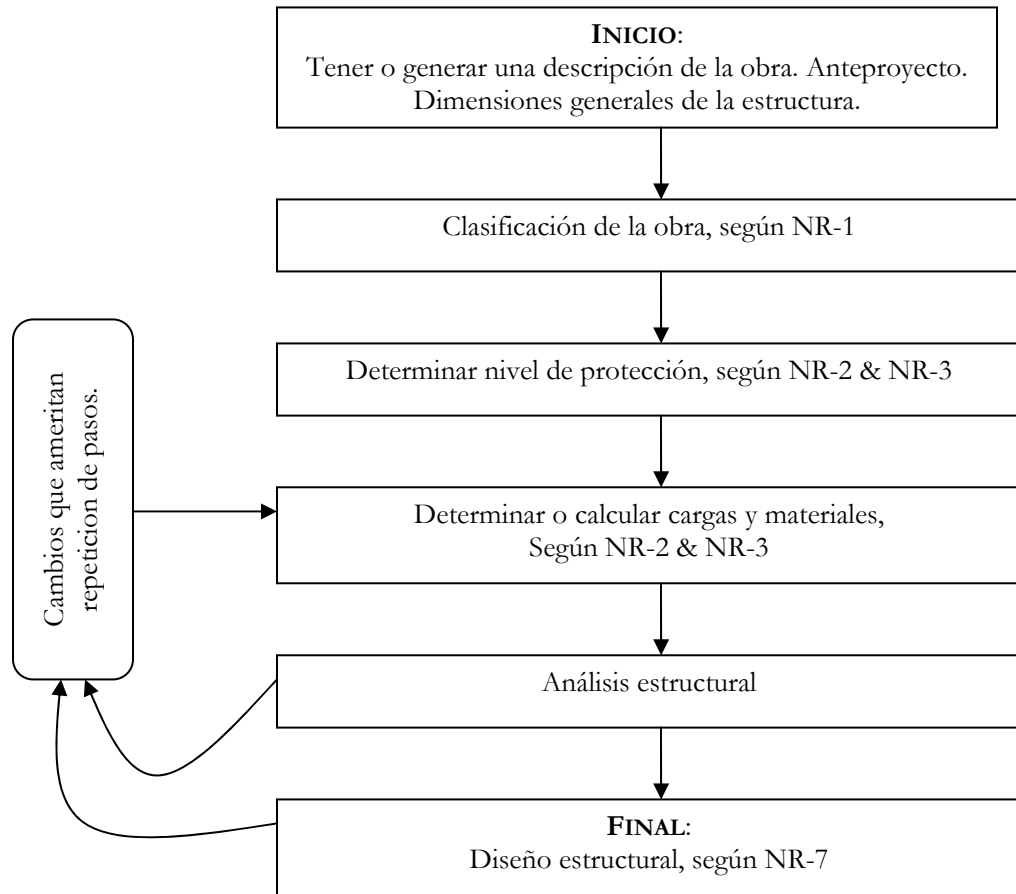 INICIO:
Tener o generar una descripción de la obra. Anteproyecto.
Dimensiones generales de la estructura.
Clasificación de la obra, según NR-1
Determinar nivel de protección, según NR-2 & NR-3
Cambios que ameritan
repeticion de pasos.
Determinar o calcular cargas y materiales,
Según NR-2 & NR-3
Análisis estructural
FINAL:
Diseño estructural, según NR-7